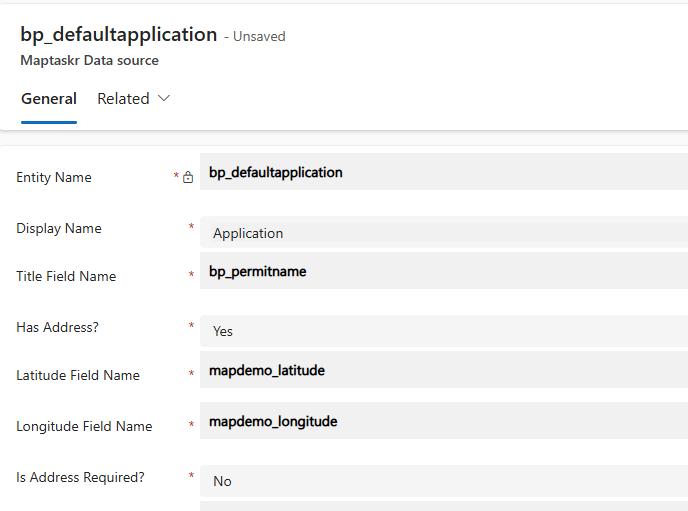 bp_defaultapplication - Unsaved
Maptaskr Data source
General Related
Entity Name * bp_defaultapplication
Display Name * Application
Title Field Name * bp_permitname
Has Address? * Yes
Latitude Field Name * mapdemo_latitude
Longitude Field Name * mapdemo_longitude
Is Address Required? * No